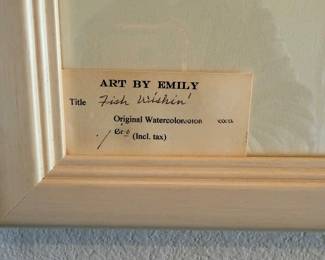 ART BY EMILY
Title Fish Wishin'
Original Watercolor
(Incl. tax)